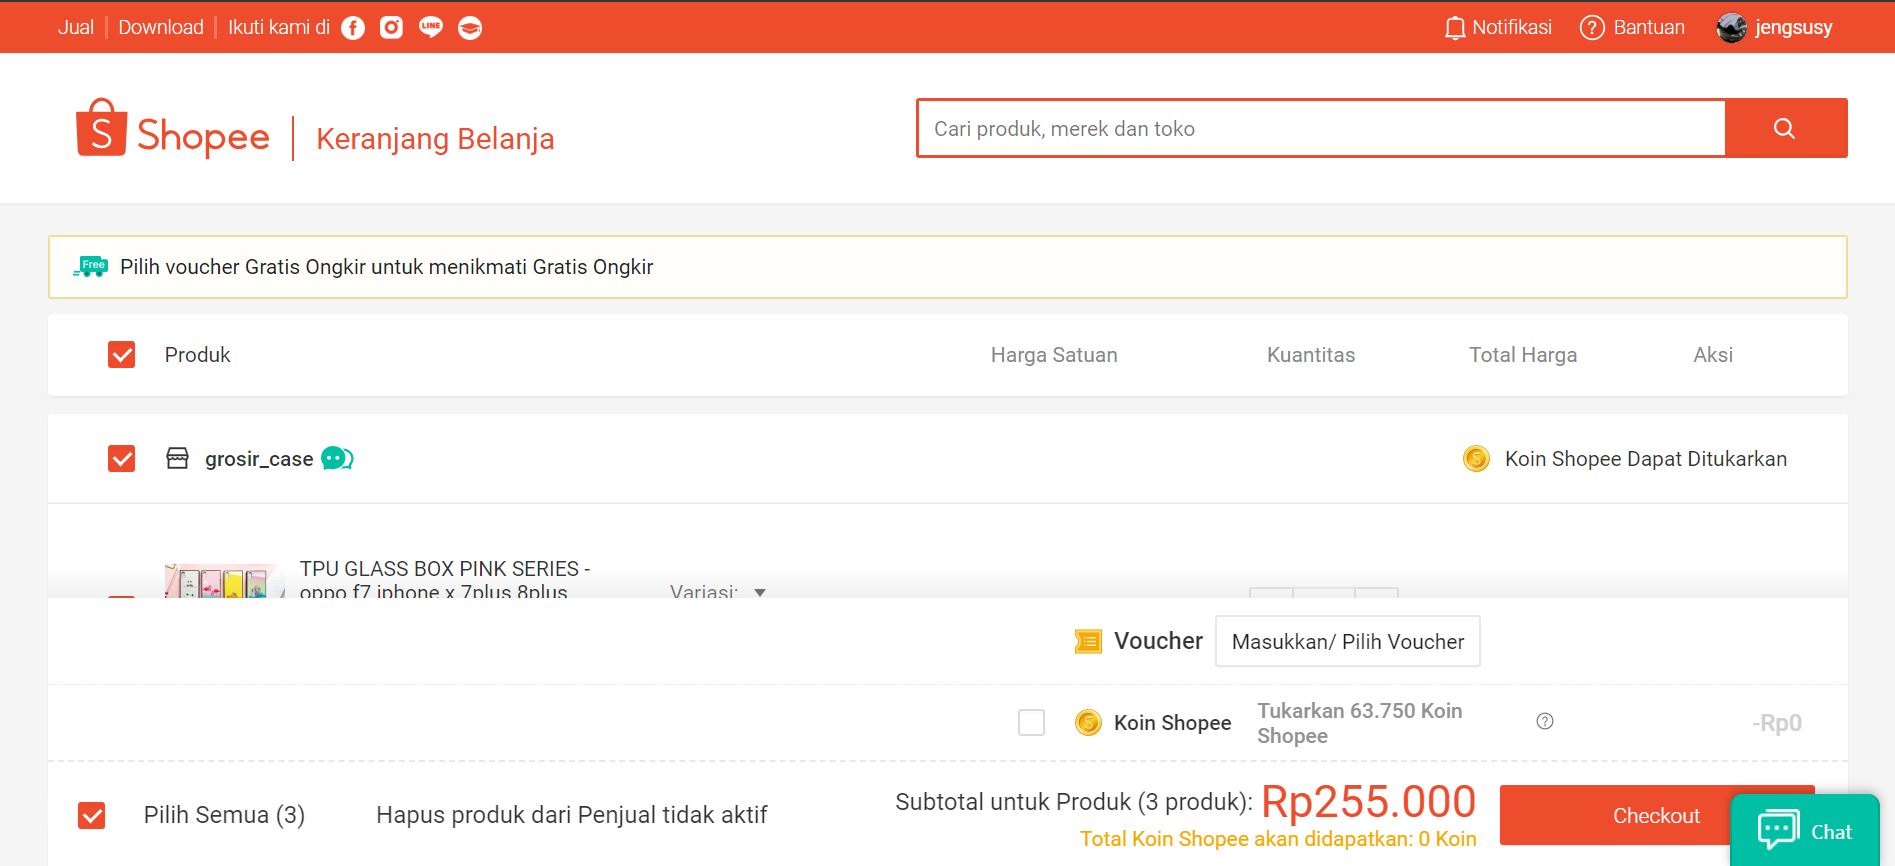 Jual
Download
Ikuti kami di
LINE
Notifikasi
Bantuan
jengsusy
Shopee
Keranjang Belanja
Cari produk, merek dan toko
Free
Pilih voucher Gratis Ongkir untuk menikmati Gratis Ongkir
Produk
Harga Satuan
Kuantitas
Total Harga
Aksi
grosir_case
Koin Shopee Dapat Ditukarkan
TPU GLASS BOX PINK SERIES -
oppo f7 iphone x 7plus 8plus
Variasi:
Voucher
Masukkan/ Pilih Voucher
Koin Shopee
Tukarkan 63.750 Koin
Shopee
-Rp0
Pilih Semua (3)
Hapus produk dari Penjual tidak aktif
Subtotal untuk Produk (3 produk): Rp255.000
Total Koin Shopee akan didapatkan: 0 Koin
Checkout
Chat